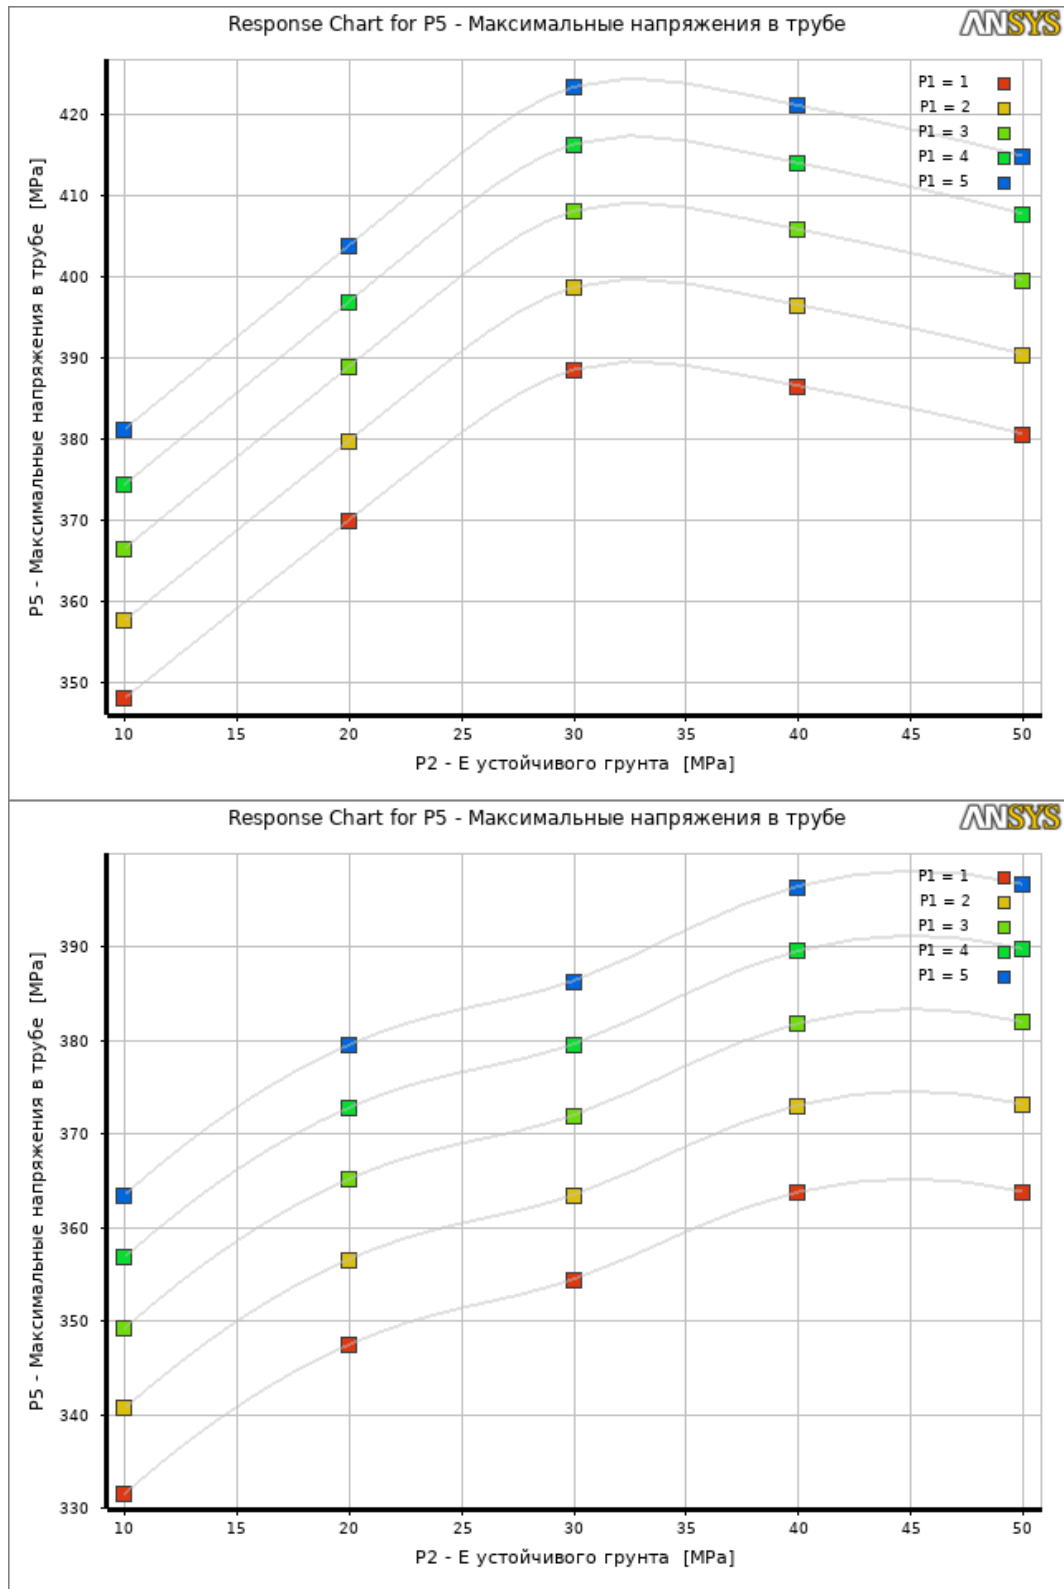 Response Chart for P5 - Максимальные напряжения в трубе
ANSYS
P1 = 1
P1 = 2
P1 = 3
P1 = 4
P1 = 5
P5 - Максимальные напряжения в трубе [MPa]
420
410
400
390
380
370
360
350
10 15 20 25 30 35 40 45 50
P2 - E устойчивого грунта [MPa]
Response Chart for P5 - Максимальные напряжения в трубе
ANSYS
P1 = 1
P1 = 2
P1 = 3
P1 = 4
P1 = 5
P5 - Максимальные напряжения в трубе [MPa]
390
380
370
360
350
340
330
10 15 20 25 30 35 40 45 50
P2 - E устойчивого грунта [MPa]